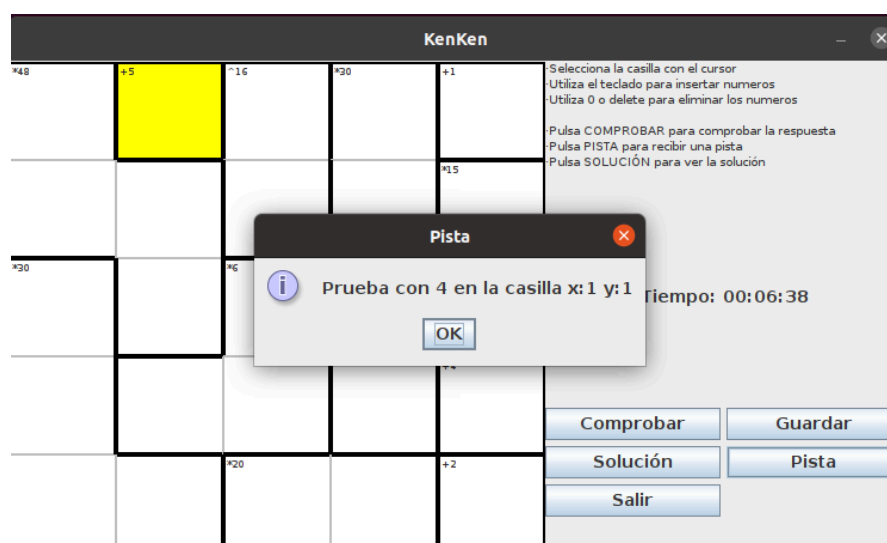 KenKen
*48 +5 ^16 *30 +1
·Selecciona la casilla con el cursor
·Utiliza el teclado para insertar numeros
·Utiliza 0 o delete para eliminar los numeros
·Pulsa COMPROBAR para comprobar la respuesta
·Pulsa PISTA para recibir una pista
·Pulsa SOLUCIÓN para ver la solución
*15
Pista
*30 *6
Prueba con 4 en la casilla x:1 y:1
Tiempo: 00:06:38
OK
Comprobar Guardar
Solución Pista
*20 +2
Salir